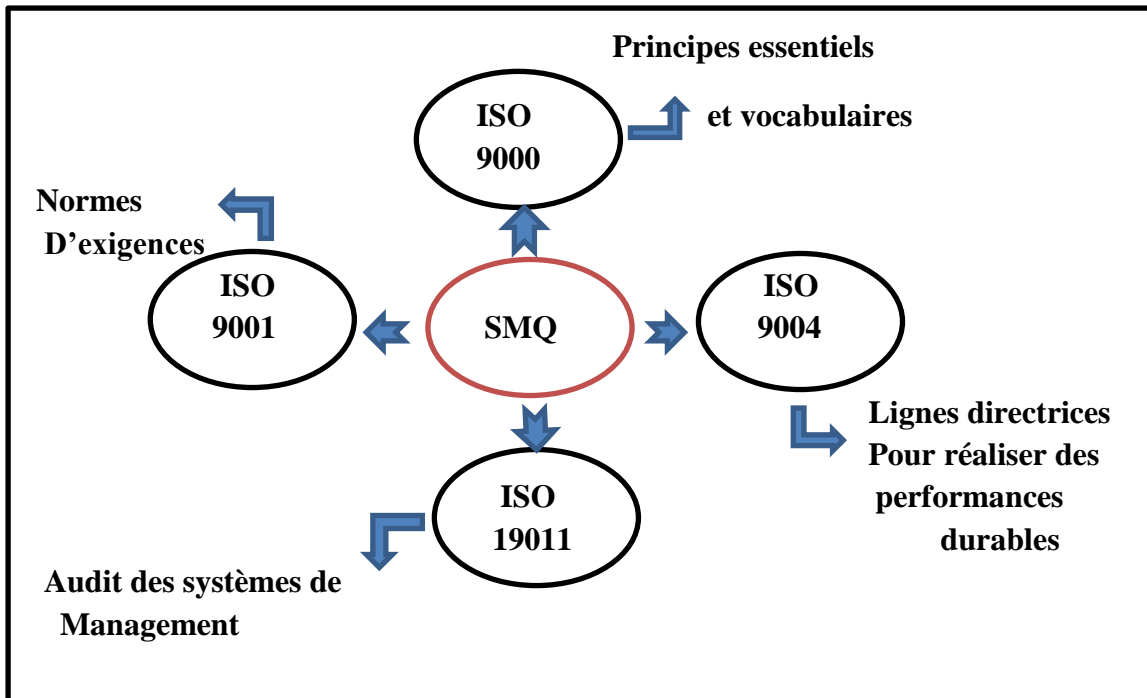 Principes essentiels
et vocabulaires
ISO
9000
Normes
D’exigences
ISO
9001
SMQ
ISO
9004
Lignes directrices
Pour réaliser des
performances
durables
ISO
19011
Audit des systèmes de
Management